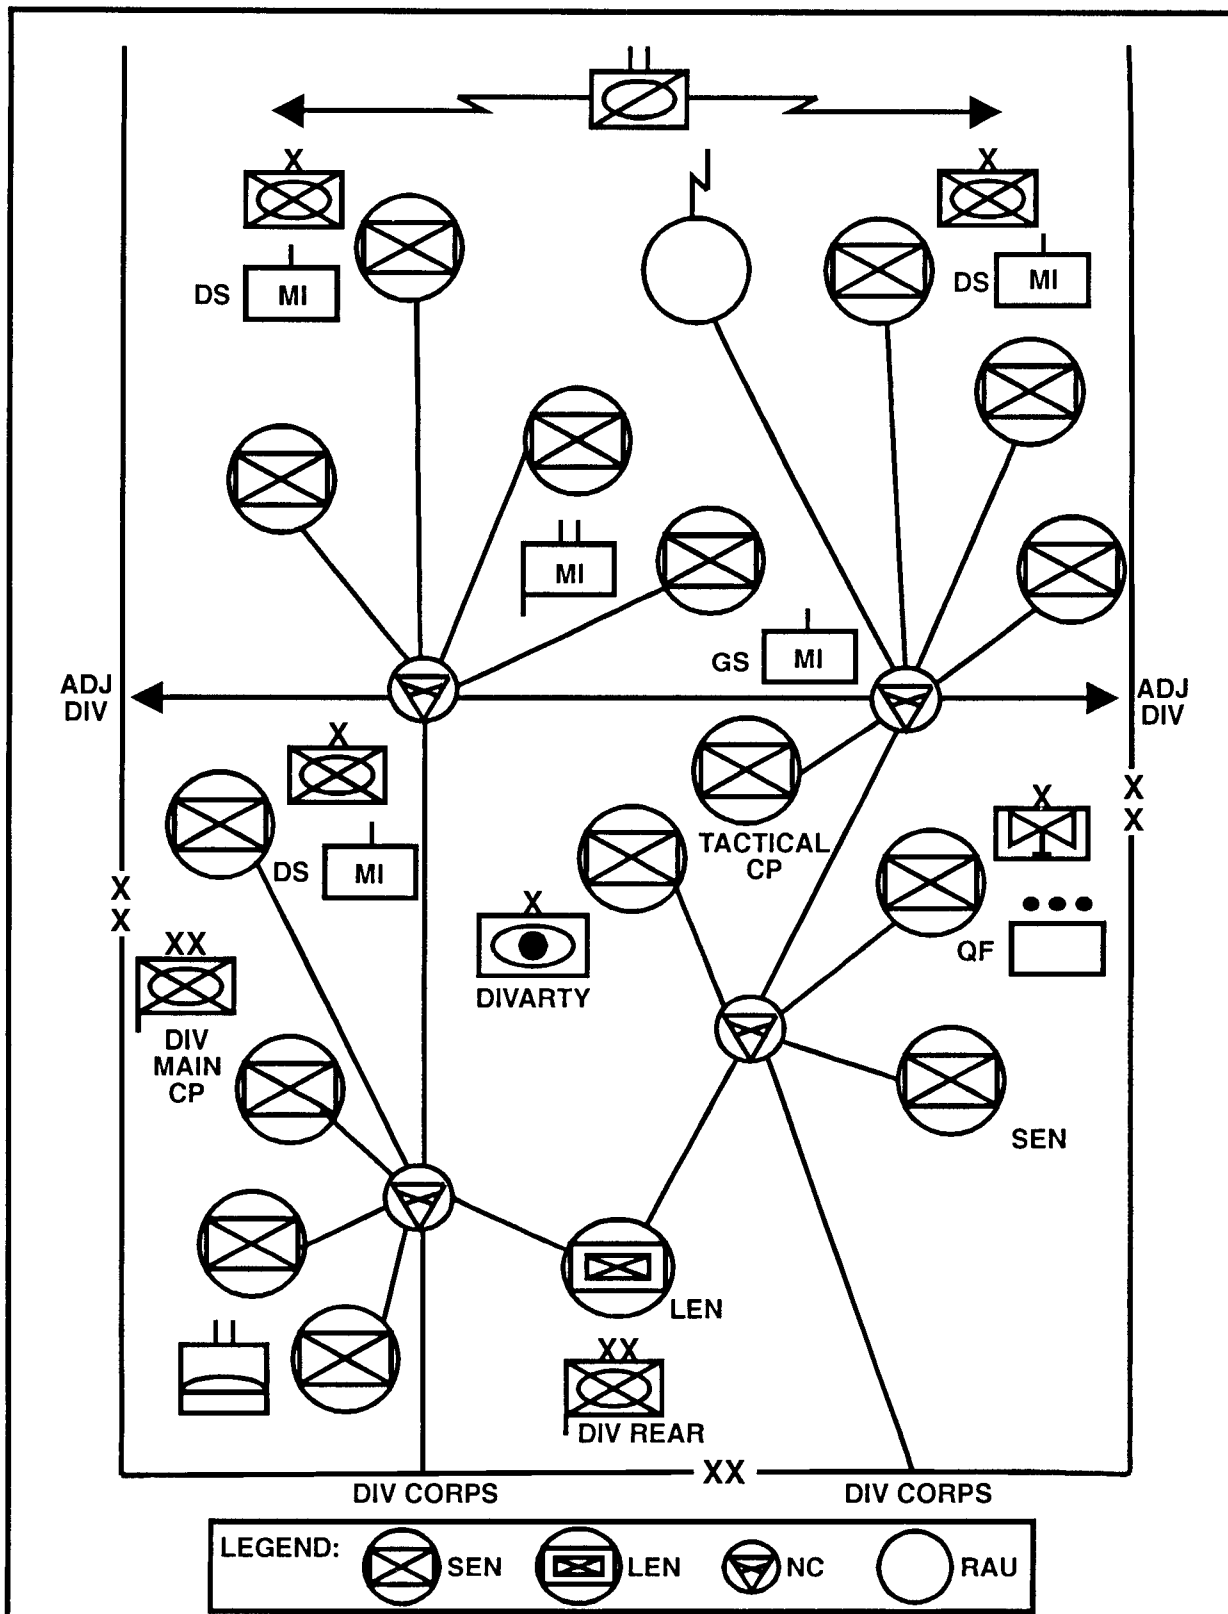 X
X
DS
MI
DS
MI
MI
GS
MI
ADJ
DIV
ADJ
DIV
X
TACTICAL
CP
DS
MI
X
X
X
X
X
X
QF
XX
DIV
MAIN
CP
DIVARTY
SEN
LEN
XX
DIV REAR
XX
DIV CORPS
DIV CORPS
LEGEND:
SEN
LEN
NC
RAU